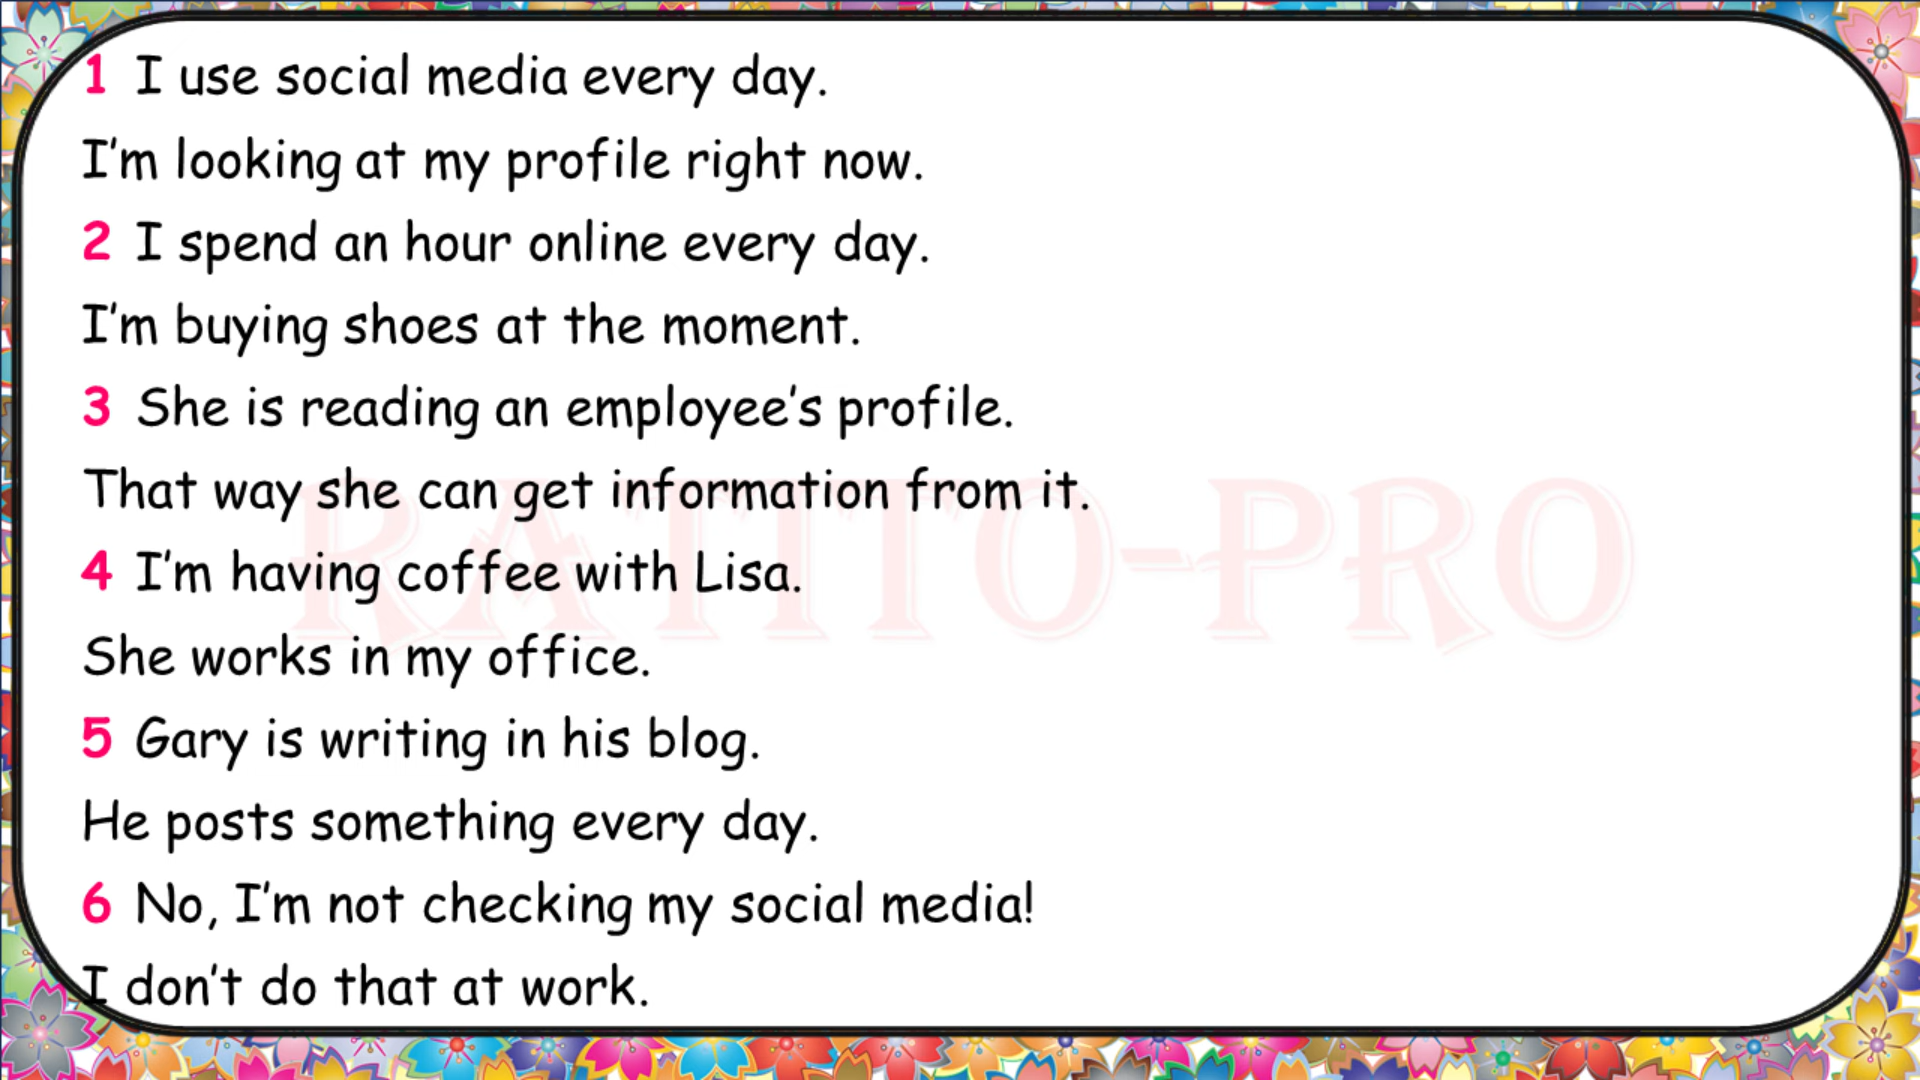 1 I use social media every day.
I’m looking at my profile right now.
2 I spend an hour online every day.
I’m buying shoes at the moment.
3 She is reading an employee’s profile.
That way she can get information from it.
RATITO-PRO
4 I’m having coffee with Lisa.
She works in my office.
5 Gary is writing in his blog.
He posts something every day.
6 No, I’m not checking my social media!
I don’t do that at work.